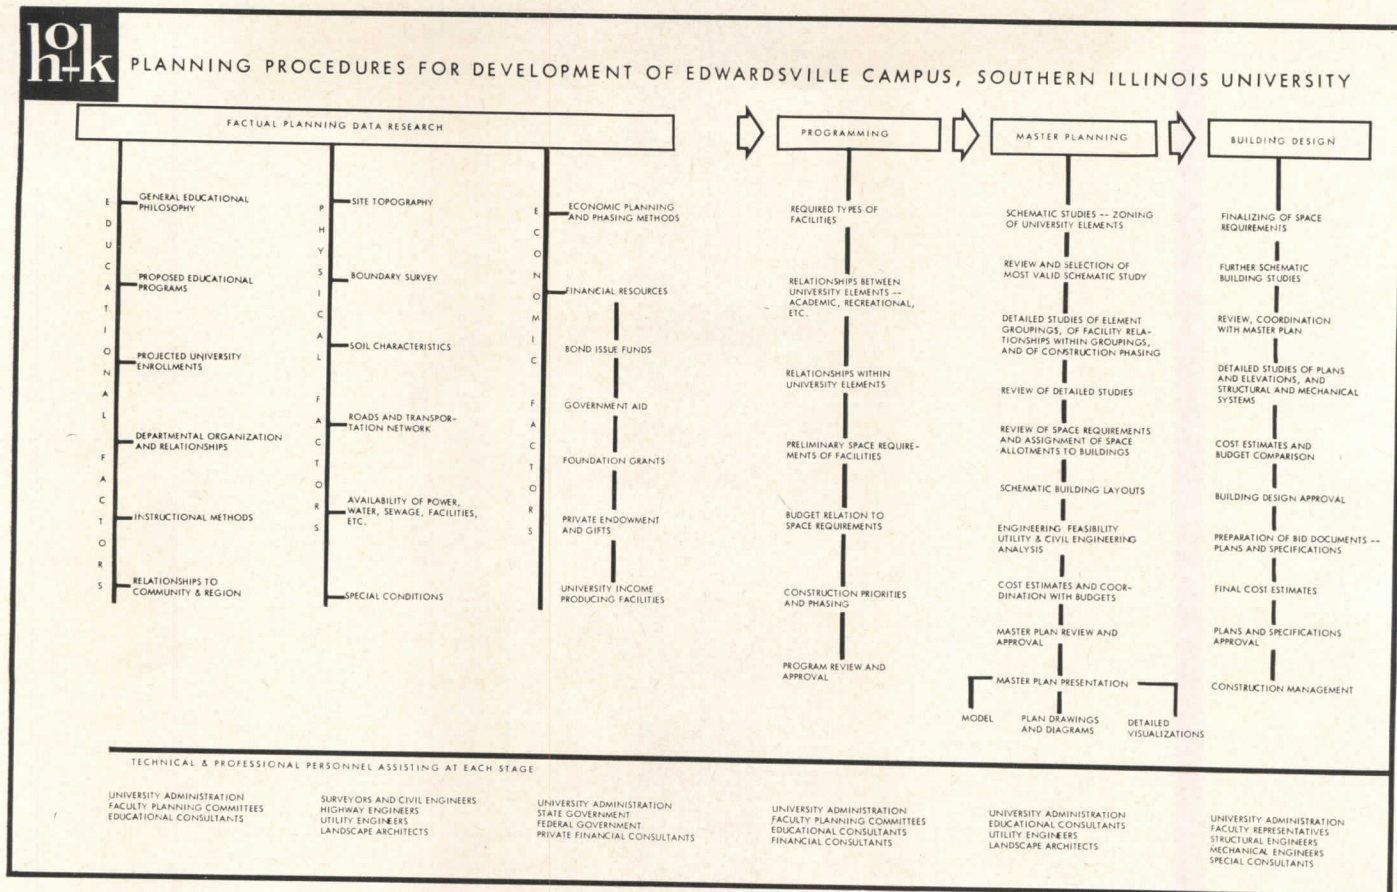 ho+k
PLANNING PROCEDURES FOR DEVELOPMENT OF EDWARDSVILLE CAMPUS, SOUTHERN ILLINOIS UNIVERSITY
FACTUAL PLANNING DATA RESEARCH
EDUCATIONAL FACTORS
GENERAL EDUCATIONAL
PHILOSOPHY
PROPOSED EDUCATIONAL
PROGRAMS
PROJECTED UNIVERSITY
ENROLLMENTS
DEPARTMENTAL ORGANIZATION
AND RELATIONSHIPS
INSTRUCTIONAL METHODS
RELATIONSHIPS TO
COMMUNITY & REGION
PHYSICAL FACTORS
SITE TOPOGRAPHY
BOUNDARY SURVEY
SOIL CHARACTERISTICS
ROADS AND TRANSPOR-
TATION NETWORK
AVAILABILITY OF POWER,
WATER, SEWAGE, FACILITIES,
ETC.
SPECIAL CONDITIONS
ECONOMIC FACTORS
ECONOMIC PLANNING
AND PHASING METHODS
FINANCIAL RESOURCES
BOND ISSUE FUNDS
GOVERNMENT AID
FOUNDATION GRANTS
PRIVATE ENDOWMENT
AND GIFTS
UNIVERSITY INCOME
PRODUCING FACILITIES
PROGRAMMING
REQUIRED TYPES OF
FACILITIES
RELATIONSHIPS BETWEEN
UNIVERSITY ELEMENTS --
ACADEMIC, RECREATIONAL,
ETC.
RELATIONSHIPS WITHIN
UNIVERSITY ELEMENTS
PRELIMINARY SPACE REQUIRE-
MENTS OF FACILITIES
BUDGET RELATION TO
SPACE REQUIREMENTS
CONSTRUCTION PRIORITIES
AND PHASING
PROGRAM REVIEW AND
APPROVAL
MASTER PLANNING
SCHEMATIC STUDIES -- ZONING
OF UNIVERSITY ELEMENTS
REVIEW AND SELECTION OF
MOST VALID SCHEMATIC STUDY
DETAILED STUDIES OF ELEMENT
GROUPINGS, OF FACILITY RELA-
TIONSHIPS WITHIN GROUPINGS,
AND OF CONSTRUCTION PHASING
REVIEW OF DETAILED STUDIES
REVIEW OF SPACE REQUIREMENTS
AND ASSIGNMENT OF SPACE
ALLOTMENTS TO BUILDINGS
SCHEMATIC BUILDING LAYOUTS
ENGINEERING FEASIBILITY
UTILITY & CIVIL ENGINEERING
ANALYSIS
COST ESTIMATES AND COOR-
DINATION WITH BUDGETS
MASTER PLAN REVIEW AND
APPROVAL
MASTER PLAN PRESENTATION
MODEL
PLAN DRAWINGS
AND DIAGRAMS
DETAILED
VISUALIZATIONS
BUILDING DESIGN
FINALIZING OF SPACE
REQUIREMENTS
FURTHER SCHEMATIC
BUILDING STUDIES
REVIEW, COORDINATION
WITH MASTER PLAN
DETAILED STUDIES OF PLANS
AND ELEVATIONS, AND
STRUCTURAL AND MECHANICAL
SYSTEMS
COST ESTIMATES AND
BUDGET COMPARISON
BUILDING DESIGN APPROVAL
PREPARATION OF BID DOCUMENTS --
PLANS AND SPECIFICATIONS
FINAL COST ESTIMATES
PLANS AND SPECIFICATIONS
APPROVAL
CONSTRUCTION MANAGEMENT
TECHNICAL & PROFESSIONAL PERSONNEL ASSISTING AT EACH STAGE
UNIVERSITY ADMINISTRATION
FACULTY PLANNING COMMITTEES
EDUCATIONAL CONSULTANTS
SURVEYORS AND CIVIL ENGINEERS
HIGHWAY ENGINEERS
UTILITY ENGINEERS
LANDSCAPE ARCHITECTS
UNIVERSITY ADMINISTRATION
STATE GOVERNMENT
FEDERAL GOVERNMENT
PRIVATE FINANCIAL CONSULTANTS
UNIVERSITY ADMINISTRATION
FACULTY PLANNING COMMITTEES
EDUCATIONAL CONSULTANTS
FINANCIAL CONSULTANTS
UNIVERSITY ADMINISTRATION
EDUCATIONAL CONSULTANTS
UTILITY ENGINEERS
LANDSCAPE ARCHITECTS
UNIVERSITY ADMINISTRATION
FACULTY REPRESENTATIVES
STRUCTURAL ENGINEERS
MECHANICAL ENGINEERS
SPECIAL CONSULTANTS